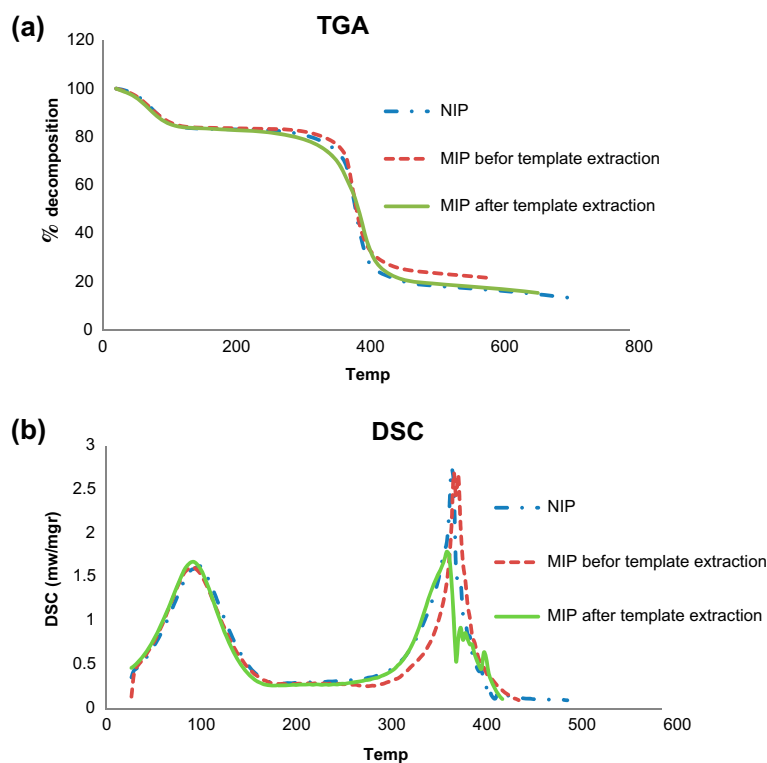 (a)
TGA
120
100
80
60
40
20
0
% decomposition
0 200 400 600 800
Temp
NIP
MIP befor template extraction
MIP after template extraction
(b)
DSC
3
2.5
2
1.5
1
0.5
0
DSC (mw/mgr)
0 100 200 300 400 500 600
Temp
NIP
MIP befor template extraction
MIP after template extraction